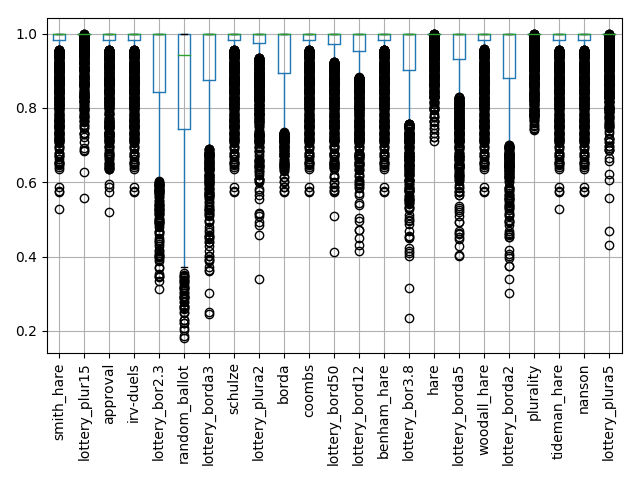 1.0
0.8
0.6
0.4
0.2
smith_hare
lottery_plur15
approval
irv-duels
lottery_bor2.3
random_ballot
lottery_borda3
schulze
lottery_plura2
borda
coombs
lottery_bord50
lottery_bord12
benham_hare
lottery_bor3.8
hare
lottery_borda5
woodall_hare
lottery_borda2
plurality
tideman_hare
nanson
lottery_plura5